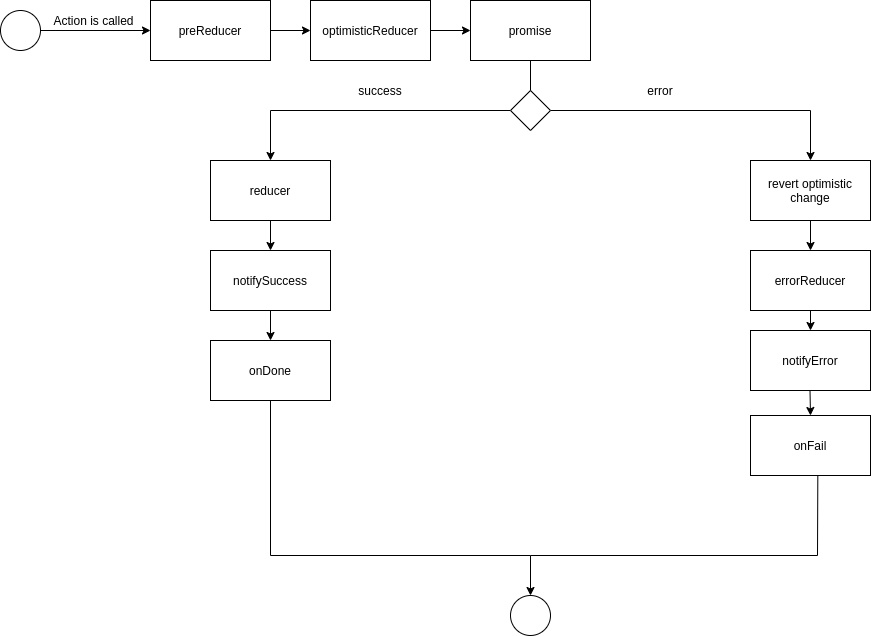 Action is called
preReducer
optimisticReducer
promise
success
error
reducer
revert optimistic
change
notifySuccess
errorReducer
onDone
notifyError
onFail